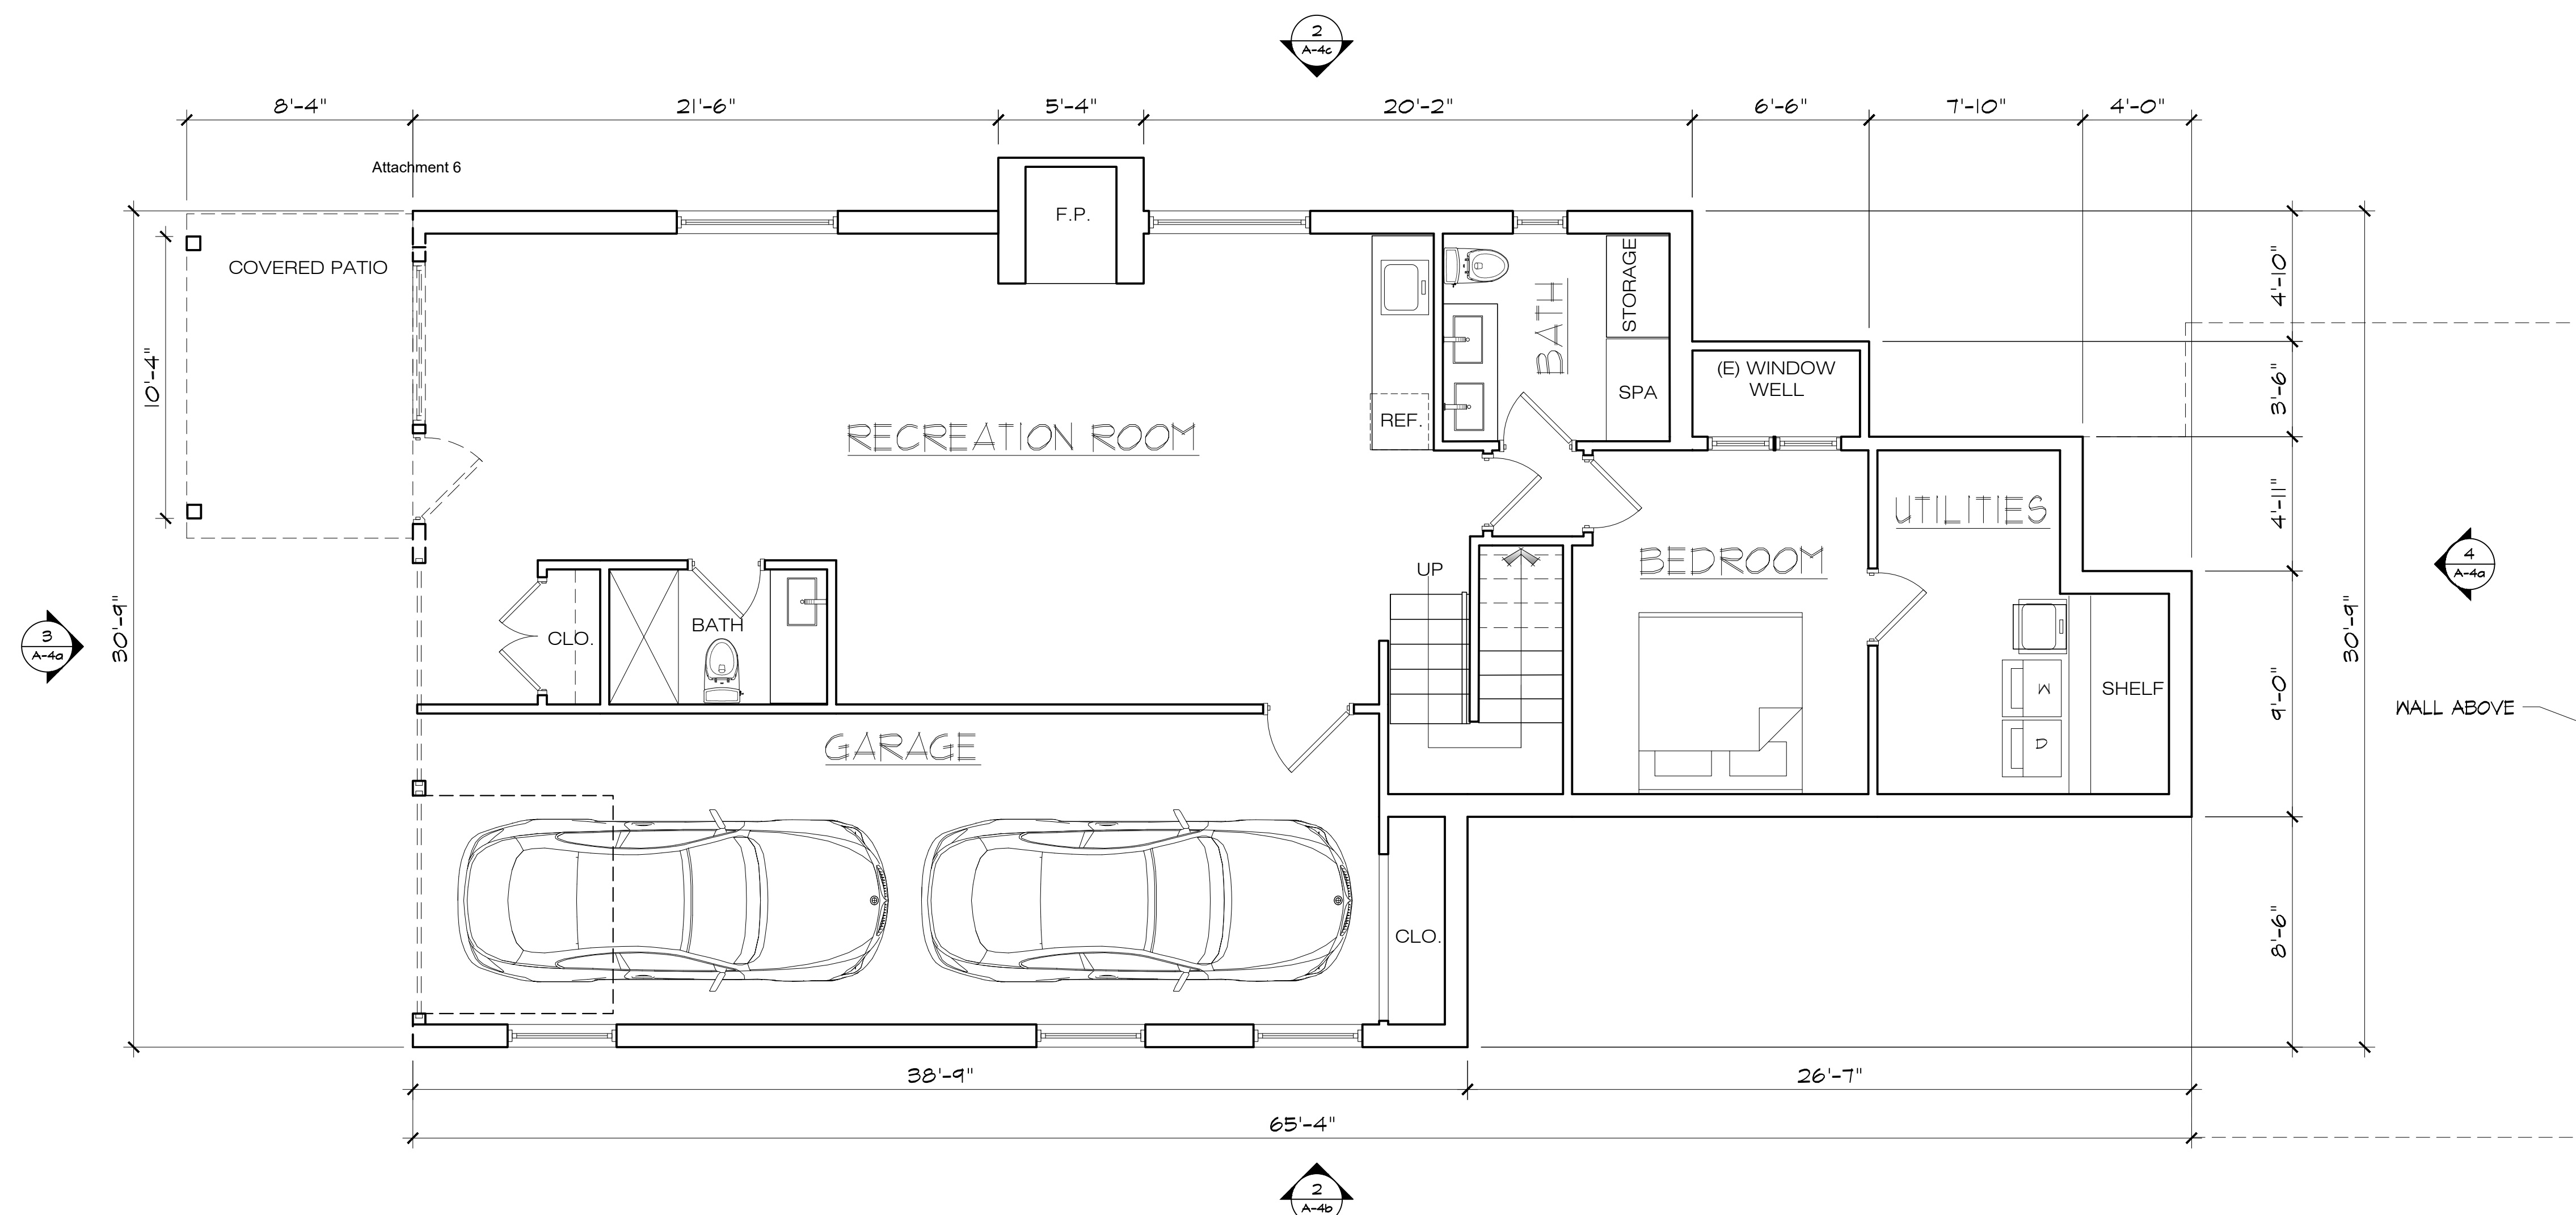 2
A-4c
8'-4"
21'-6"
5'-4"
20'-2"
6'-6"
7'-10"
4'-0"
Attachment 6
F.P.
COVERED PATIO
STORAGE
BATH
4'-10"
10'-4"
(E) WINDOW
WELL
SPA
3'-6"
REF.
RECREATION ROOM
UTILITIES
4'-11"
BEDROOM
4
A-4a
UP
30'-9"
3
A-4a
BATH
CLO.
30'-9"
W
SHELF
9'-0"
WALL ABOVE
GARAGE
D
CLO.
8'-6"
38'-9"
26'-7"
65'-4"
2
A-4b